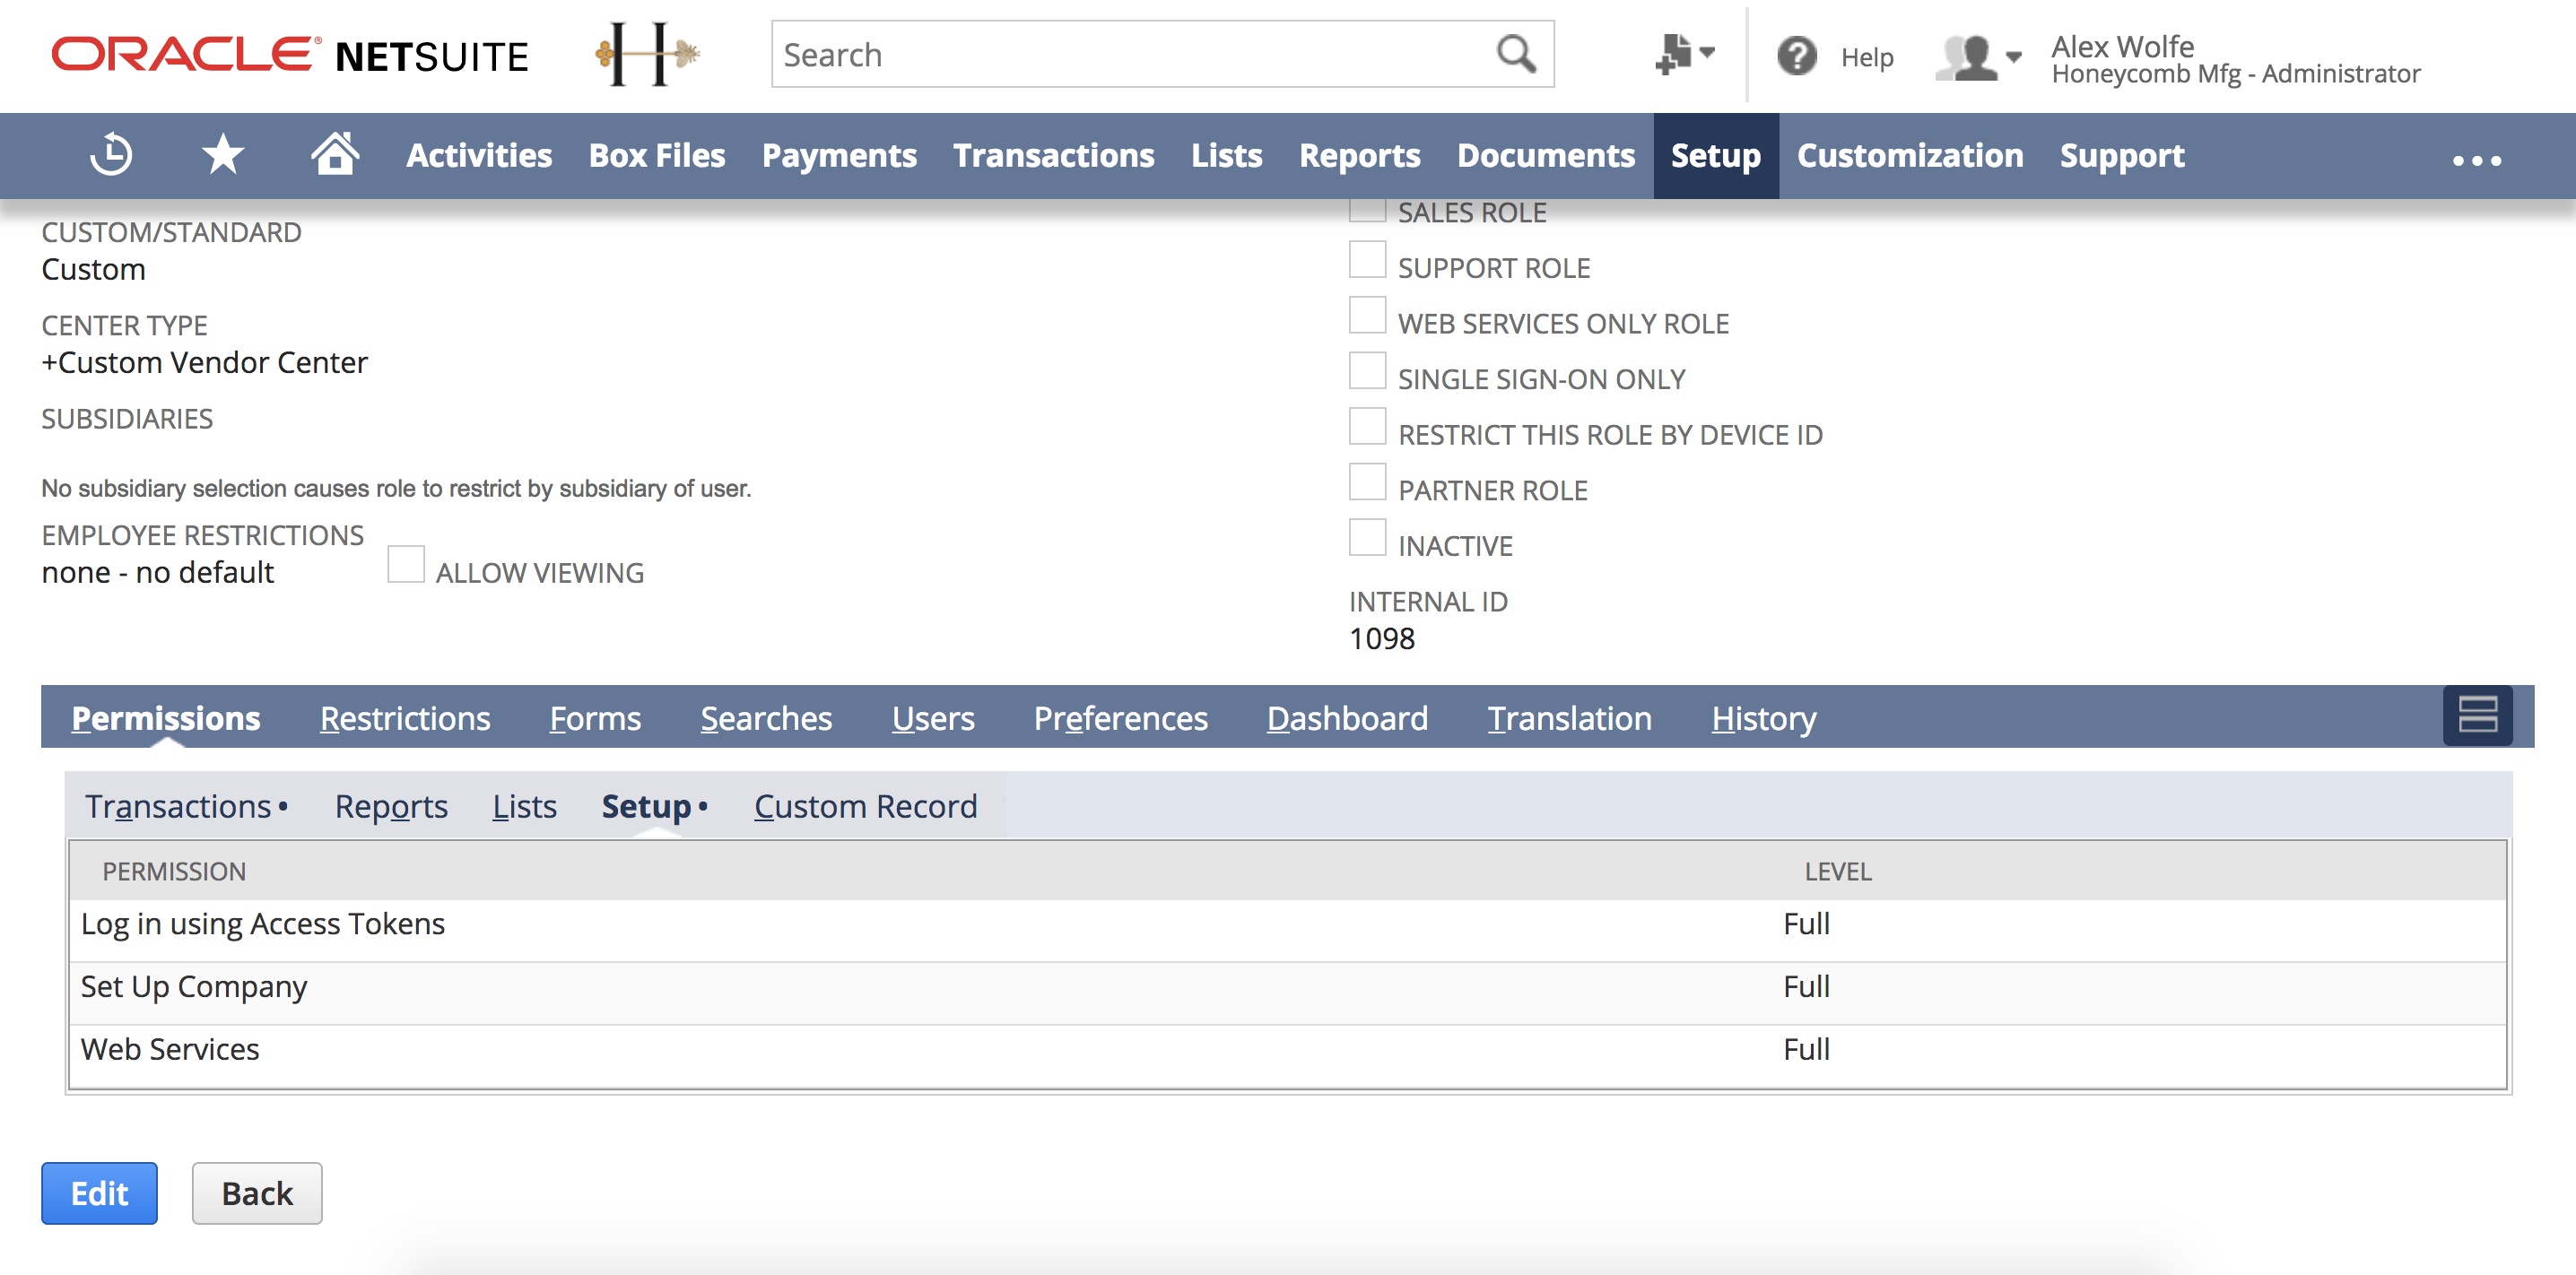 ORACLE® NETSUITE
H
Search
Help
Alex Wolfe
Honeycomb Mfg - Administrator
Activities Box Files Payments Transactions Lists Reports Documents Setup Customization Support
CUSTOM/STANDARD
Custom
CENTER TYPE
+Custom Vendor Center
SUBSIDIARIES
No subsidiary selection causes role to restrict by subsidiary of user.
EMPLOYEE RESTRICTIONS
none - no default
ALLOW VIEWING
SALES ROLE
SUPPORT ROLE
WEB SERVICES ONLY ROLE
SINGLE SIGN-ON ONLY
RESTRICT THIS ROLE BY DEVICE ID
PARTNER ROLE
INACTIVE
INTERNAL ID
1098
Permissions Restrictions Forms Searches Users Preferences Dashboard Translation History
Transactions • Reports Lists Setup • Custom Record
PERMISSION LEVEL
Log in using Access Tokens Full
Set Up Company Full
Web Services Full
Edit Back